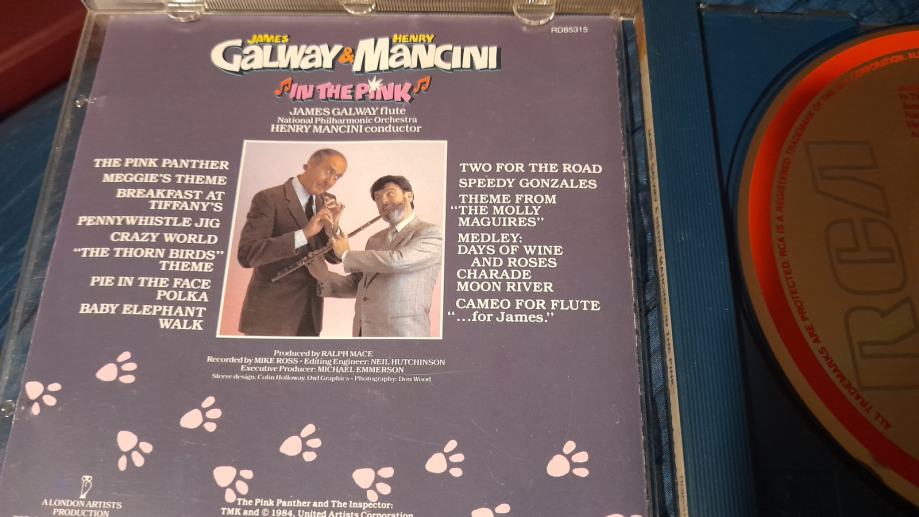 RD85315
JAMES HENRY
GALWAY & MANCINI
IN THE PINK
JAMES GALWAY flute
National Philharmonic Orchestra
HENRY MANCINI conductor
THE PINK PANTHER
MEGGIE'S THEME
BREAKFAST AT
TIFFANY'S
PENNYWHISTLE JIG
CRAZY WORLD
"THE THORN BIRDS"
THEME
PIE IN THE FACE
POLKA
BABY ELEPHANT
WALK
TWO FOR THE ROAD
SPEEDY GONZALES
THEME FROM
"THE MOLLY
MAGUIRES"
MEDLEY:
DAYS OF WINE
AND ROSES
CHARADE
MOON RIVER
CAMEO FOR FLUTE
"...for James."
Produced by RALPH MACE
Recorded by MIKE ROSS • Editing Engineer: NEIL HUTCHINSON
Executive Producer: MICHAEL EMMERSON
Sleeve design: Colin Holloway, Owl Graphics • Photography: Don Wood
A LONDON ARTISTS
PRODUCTION
The Pink Panther and The Inspector:
TMK and © 1984, United Artists Corporation
RCA
ALL TRADEMARKS ARE PROTECTED. RCA IS A REGISTERED TRADEMARK OF THE CORPORATION.